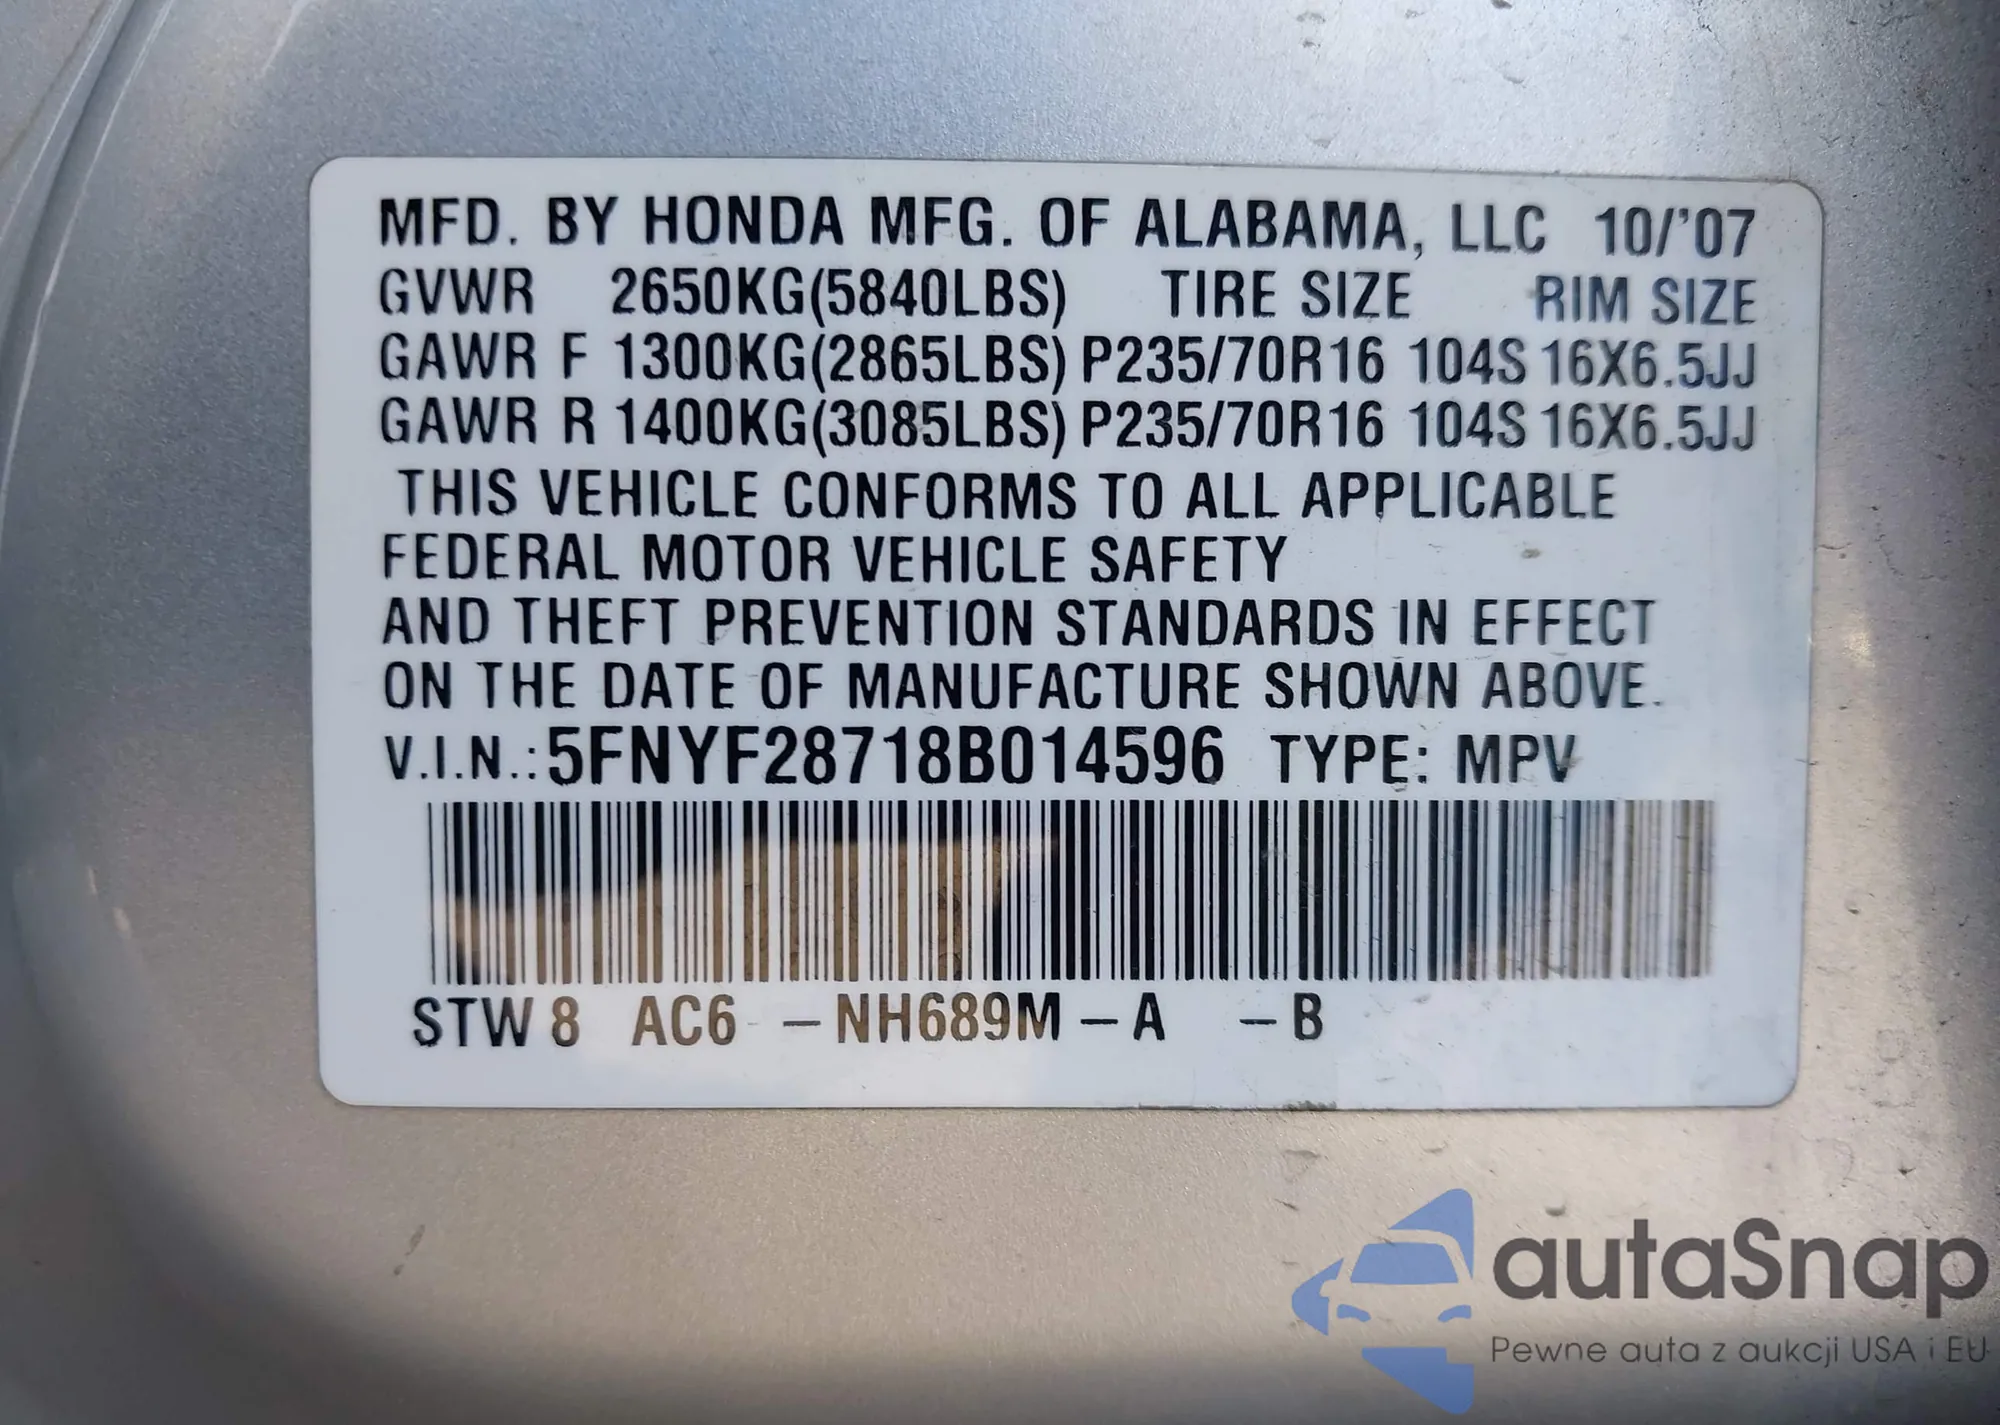 MFD. BY HONDA MFG. OF ALABAMA, LLC 10/'07
GVWR 2650KG(5840LBS) TIRE SIZE RIM SIZE
GAWR F 1300KG(2865LBS) P235/70R16 104S 16X6.5JJ
GAWR R 1400KG(3085LBS) P235/70R16 104S 16X6.5JJ
THIS VEHICLE CONFORMS TO ALL APPLICABLE
FEDERAL MOTOR VEHICLE SAFETY
AND THEFT PREVENTION STANDARDS IN EFFECT
ON THE DATE OF MANUFACTURE SHOWN ABOVE.
V.I.N.: 5FNYF28718B014596 TYPE: MPV
STW 8 AC6 – NH689M – A – B
autaSnap
Pewne auta z aukcji USA i EU